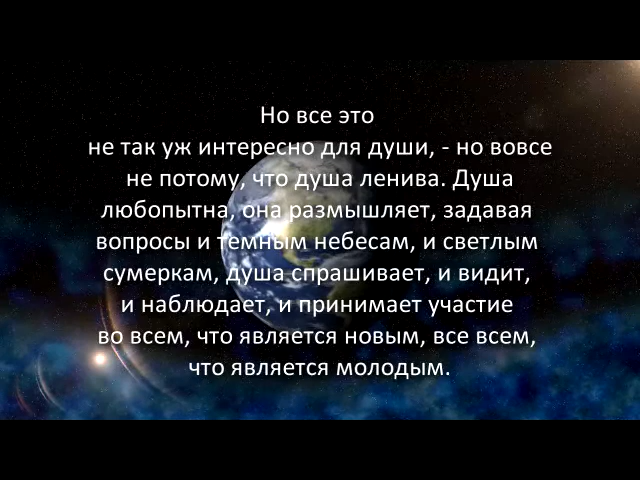 Но все это
не так уж интересно для души, - но вовсе
не потому, что душа ленива. Душа
любопытна, она размышляет, задавая
вопросы и темным небесам, и светлым
сумеркам, душа спрашивает, и видит,
и наблюдает, и принимает участие
во всем, что является новым, все всем,
что является молодым.